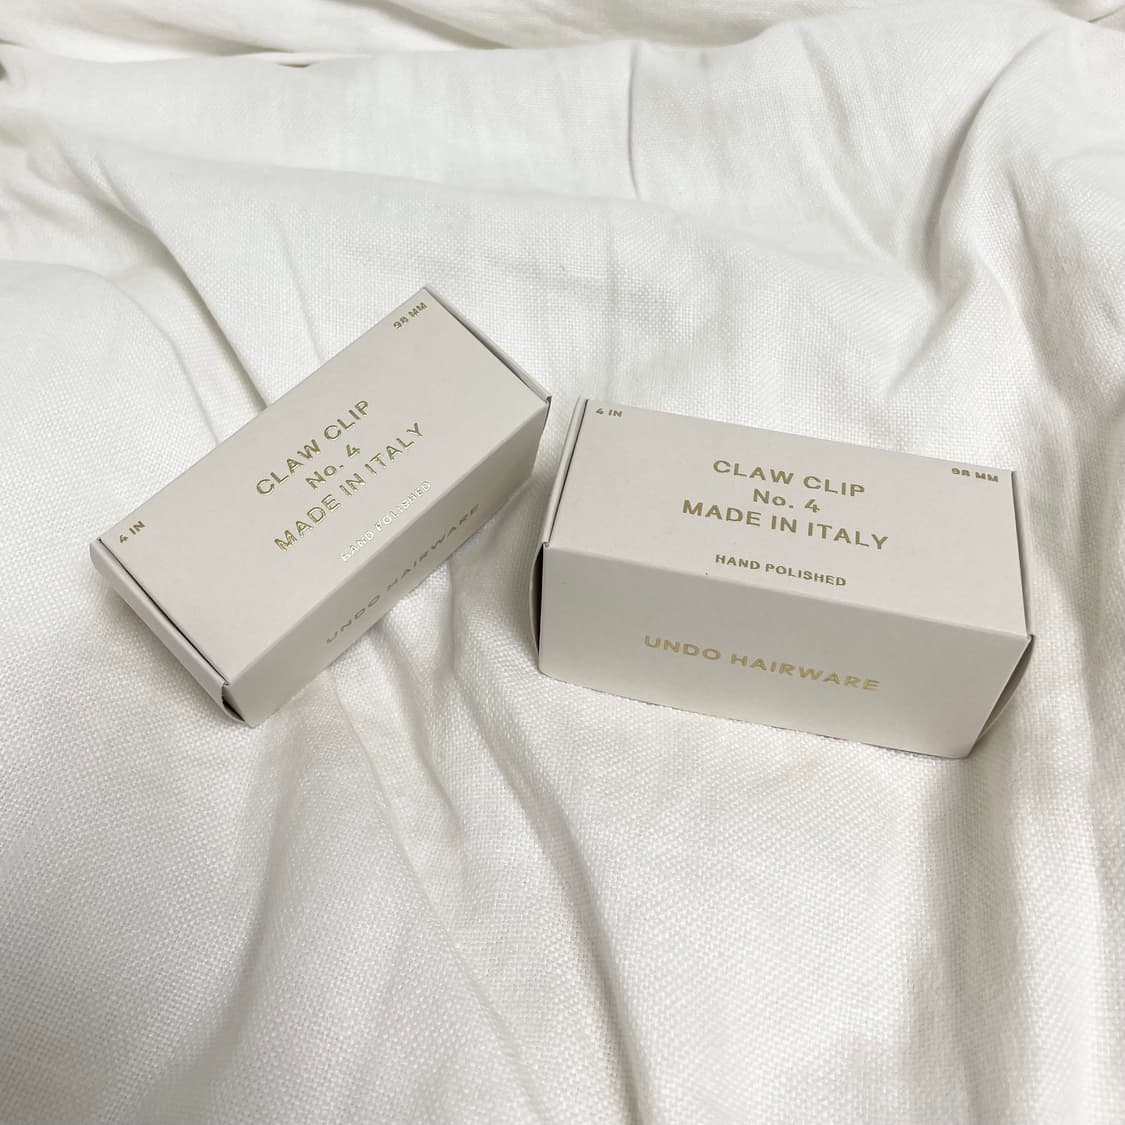 98 MM
CLAW CLIP
No. 4
MADE IN ITALY
HAND POLISHED
4 IN
UNDO HAIRWARE
4 IN
98 MM
CLAW CLIP
No. 4
MADE IN ITALY
HAND POLISHED
UNDO HAIRWARE